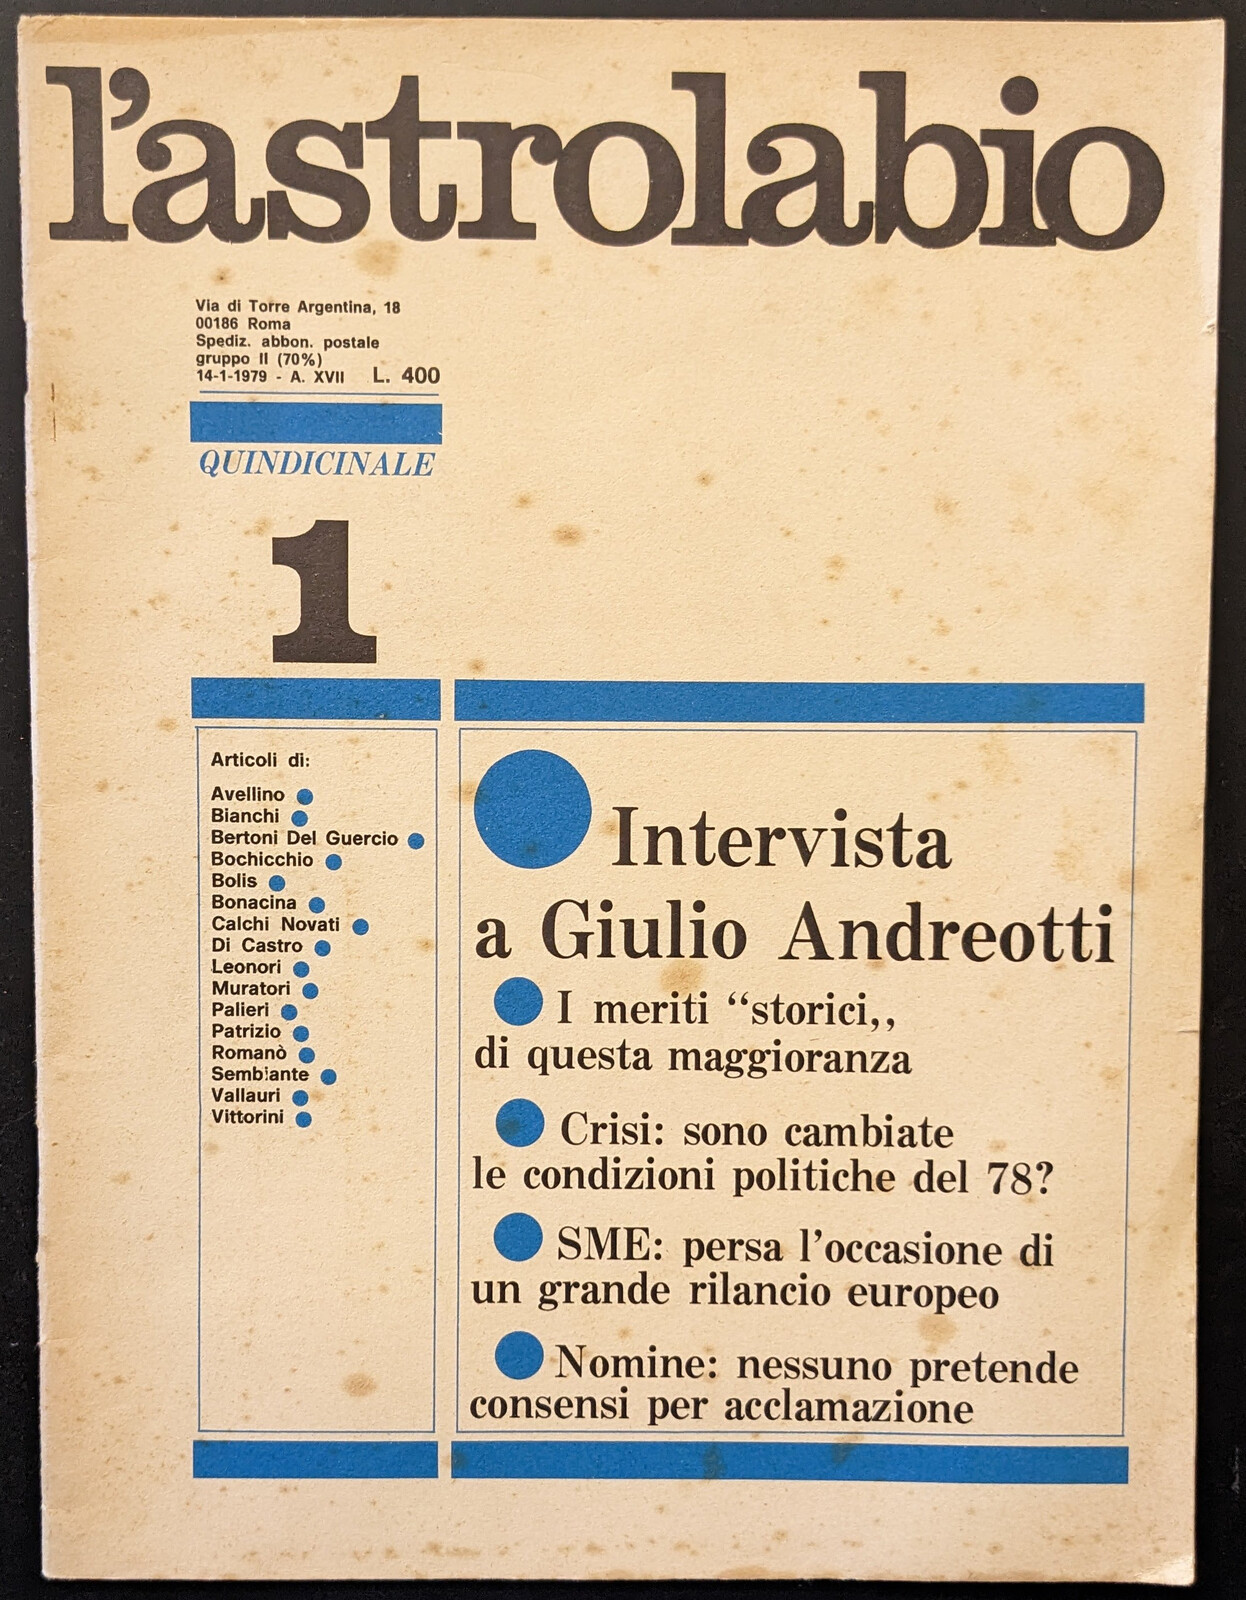 l'astrolabio
Via di Torre Argentina, 18
00186 Roma
Spediz. abbon. postale
gruppo II (70%)
14-1-1979 - A. XVII L. 400
QUINDICINALE
1
Articoli di:
Avellino
Bianchi
Bertoni Del Guercio
Bochicchio
Bolis
Bonacina
Calchi Novati
Di Castro
Leonori
Muratori
Palieri
Patrizio
Romanò
Semblante
Vallauri
Vittorini
Intervista
a Giulio Andreotti
I meriti “storici,,
di questa maggioranza
Crisi: sono cambiate
le condizioni politiche del 78?
SME: persa l'occasione di
un grande rilancio europeo
Nomine: nessuno pretende
consensi per acclamazione